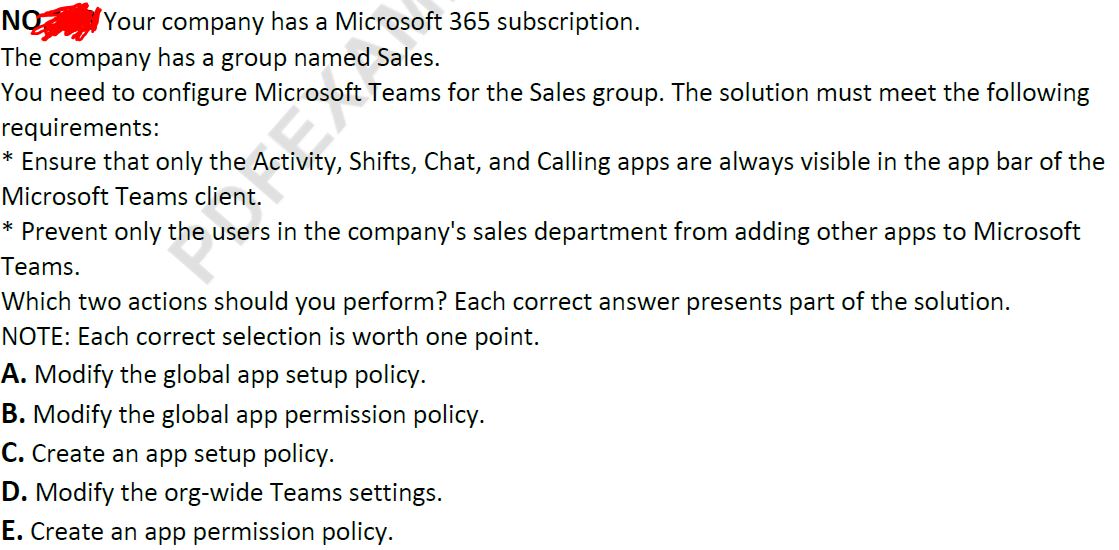 NO Your company has a Microsoft 365 subscription.
The company has a group named Sales.
You need to configure Microsoft Teams for the Sales group. The solution must meet the following
requirements:
* Ensure that only the Activity, Shifts, Chat, and Calling apps are always visible in the app bar of the
Microsoft Teams client.
* Prevent only the users in the company's sales department from adding other apps to Microsoft
Teams.
Which two actions should you perform? Each correct answer presents part of the solution.
NOTE: Each correct selection is worth one point.
A. Modify the global app setup policy.
B. Modify the global app permission policy.
C. Create an app setup policy.
D. Modify the org-wide Teams settings.
E. Create an app permission policy.